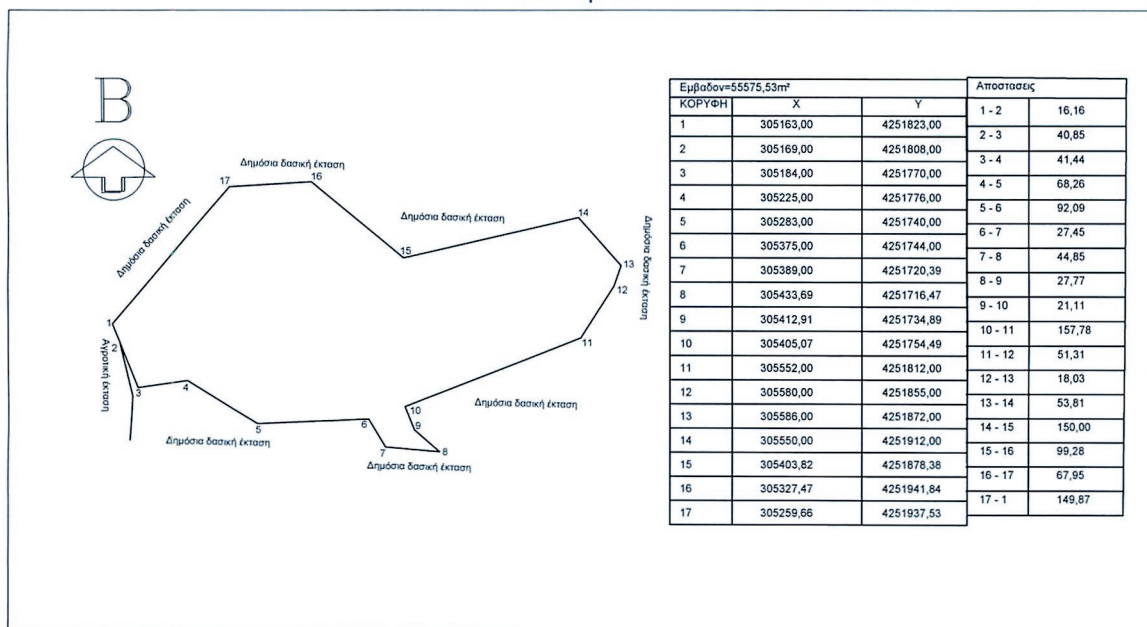 Β
Δημόσια δασική έκταση
17
16
Δημόσια δασική έκταση
Δημόσια δασική έκταση
14
15
13
12
Δημόσια δασική έκταση
1
2
Αγροτική έκταση
11
3
4
10
Δημόσια δασική έκταση
9
5
6
Δημόσια δασική έκταση
7
8
Δημόσια δασική έκταση
Εμβαδον=55575,53m²
ΚΟΡΥΦΗ X Y
1 305163,00 4251823,00
2 305169,00 4251808,00
3 305184,00 4251770,00
4 305225,00 4251776,00
5 305283,00 4251740,00
6 305375,00 4251744,00
7 305389,00 4251720,39
8 305433,69 4251716,47
9 305412,91 4251734,89
10 305405,07 4251754,49
11 305552,00 4251812,00
12 305580,00 4251855,00
13 305586,00 4251872,00
14 305550,00 4251912,00
15 305403,82 4251878,38
16 305327,47 4251941,84
17 305259,66 4251937,53
Αποστασεις
1 - 2 16,16
2 - 3 40,85
3 - 4 41,44
4 - 5 68,26
5 - 6 92,09
6 - 7 27,45
7 - 8 44,85
8 - 9 27,77
9 - 10 21,11
10 - 11 157,78
11 - 12 51,31
12 - 13 18,03
13 - 14 53,81
14 - 15 150,00
15 - 16 99,28
16 - 17 67,95
17 - 1 149,87